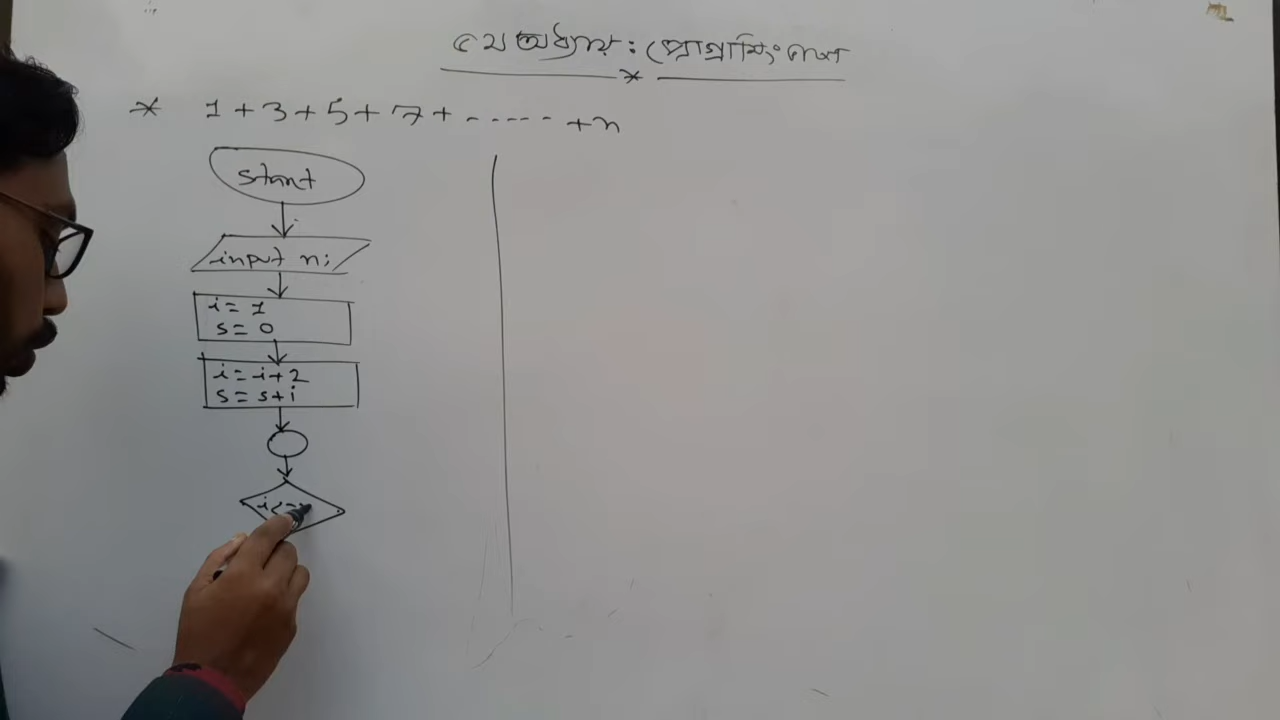 ৫ম অধ্যায় : প্রোগ্রামিং ভাষা
* 1 + 3 + 5 + 7 + ...... + n
start
input n;
i = 1
s = 0
i = i + 2
s = s + i
i <= n